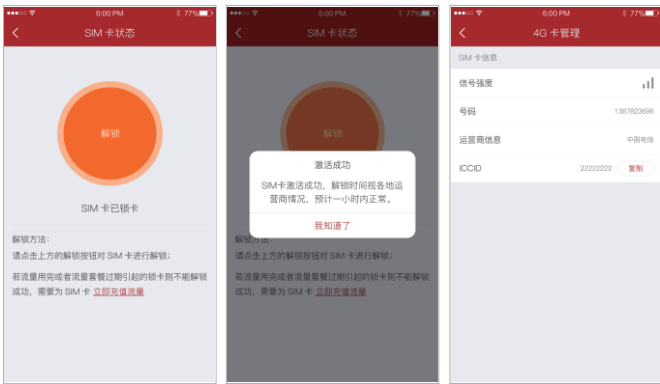 6:00 PM
77%
SIM 卡状态
解锁
SIM 卡已锁卡
解锁方法：
请点击上方的解锁按钮对 SIM 卡进行解锁；
若流量用完或者流量套餐过期引起的锁卡则不能解锁
成功，需要为 SIM 卡 立即充值流量
6:00 PM
77%
SIM 卡状态
解锁
激活成功
SIM卡激活成功，解锁时间视各地运
营商情况，预计一小时内正常。
我知道了
解锁方法：
请点击上方的解锁按钮对 SIM 卡进行解锁；
若流量用完或者流量套餐过期引起的锁卡则不能解锁
成功，需要为 SIM 卡 立即充值流量
6:00 PM
77%
4G 卡管理
SIM 卡信息
信号强度
号码 1387823696
运营商信息 中国电信
ICCID 22222222 复制